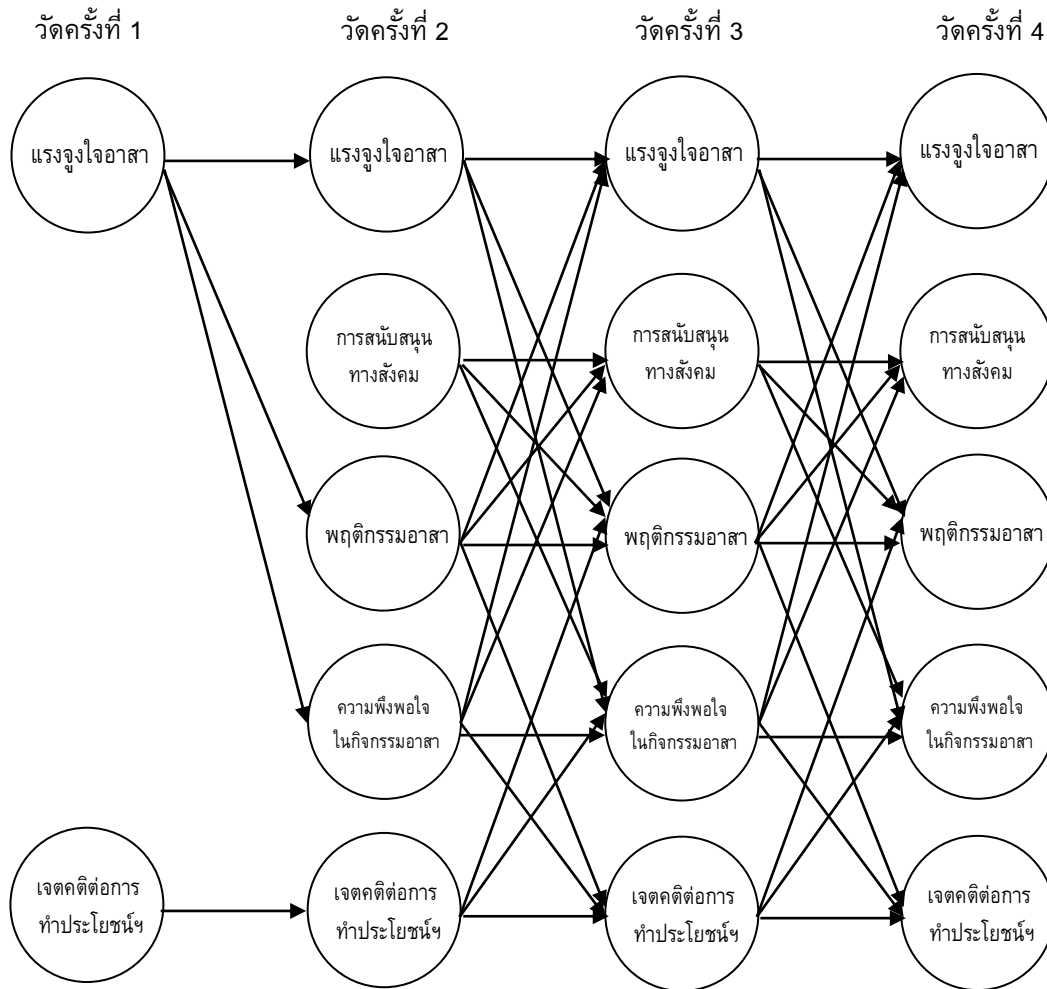 วัดครั้งที่ 1
วัดครั้งที่ 2
วัดครั้งที่ 3
วัดครั้งที่ 4
แรงจูงใจอาสา
แรงจูงใจอาสา
แรงจูงใจอาสา
แรงจูงใจอาสา
การสนับสนุน
ทางสังคม
การสนับสนุน
ทางสังคม
การสนับสนุน
ทางสังคม
พฤติกรรมอาสา
พฤติกรรมอาสา
พฤติกรรมอาสา
ความพึงพอใจ
ในกิจกรรมอาสา
ความพึงพอใจ
ในกิจกรรมอาสา
ความพึงพอใจ
ในกิจกรรมอาสา
เจตคติต่อการ
ทำประโยชน์ฯ
เจตคติต่อการ
ทำประโยชน์ฯ
เจตคติต่อการ
ทำประโยชน์ฯ
เจตคติต่อการ
ทำประโยชน์ฯ